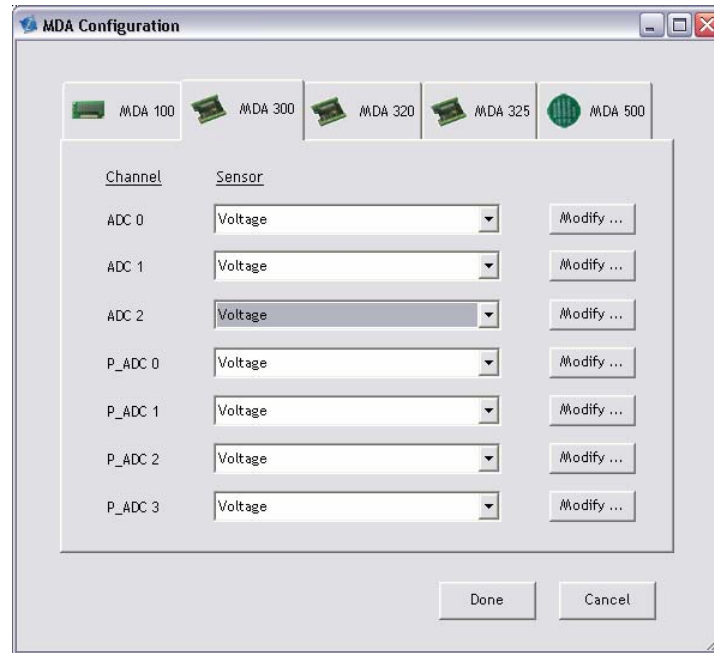 MDA Configuration
MDA 100 MDA 300 MDA 320 MDA 325 MDA 500
Channel Sensor
ADC 0 Voltage Modify ...
ADC 1 Voltage Modify ...
ADC 2 Voltage Modify ...
P_ADC 0 Voltage Modify ...
P_ADC 1 Voltage Modify ...
P_ADC 2 Voltage Modify ...
P_ADC 3 Voltage Modify ...
Done Cancel